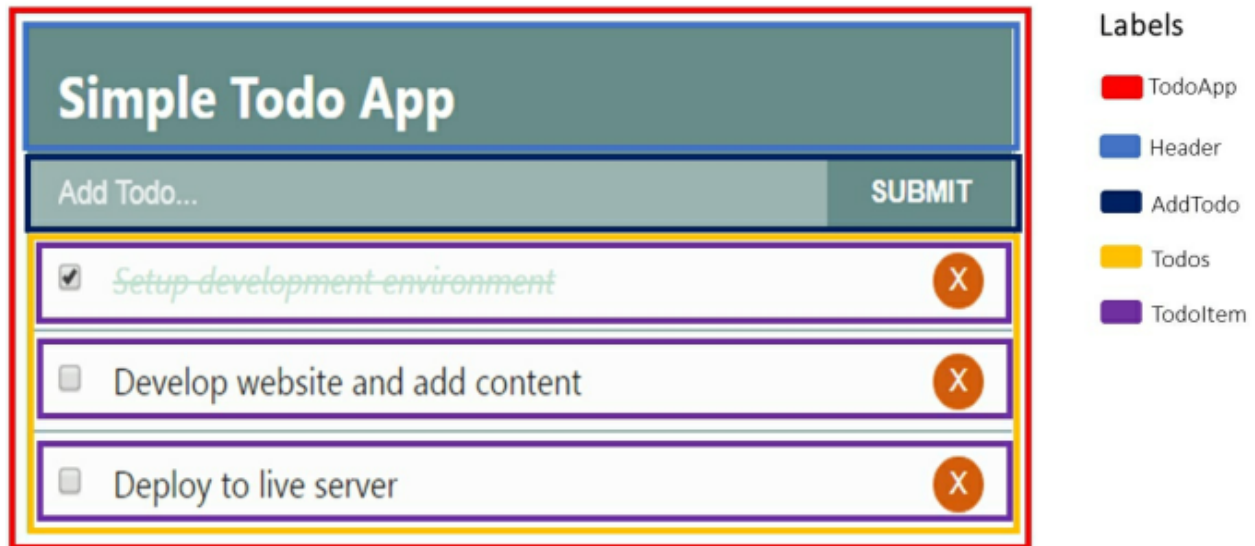 Simple Todo App
Add Todo... SUBMIT
Setup development environment X
Develop website and add content X
Deploy to live server X
Labels
TodoApp
Header
AddTodo
Todos
TodoItem